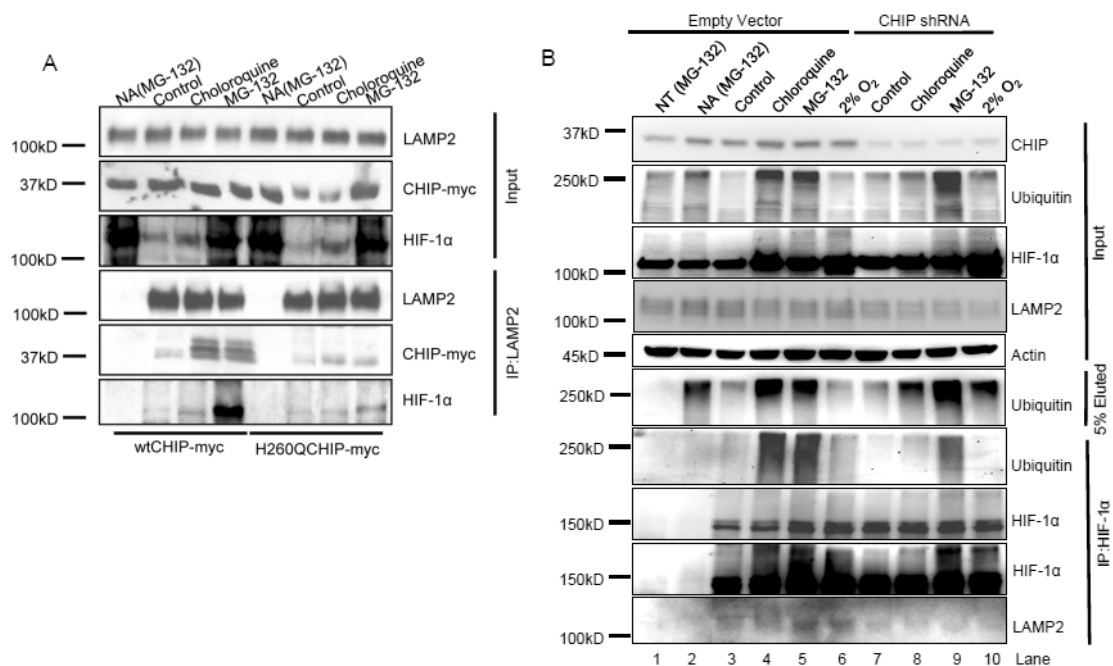 A
NA(MG-132)
Control
Choloroquine
MG-132
NA(MG-132)
Control
Choloroquine
MG-132
100kD
LAMP2
37kD
CHIP-myc
100kD
HIF-1α
Input
100kD
LAMP2
37kD
CHIP-myc
100kD
HIF-1α
IP:LAMP2
wtCHIP-myc
H260QCHIP-myc
B
Empty Vector
CHIP shRNA
NT (MG-132)
NA (MG-132)
Control
Chloroquine
MG-132
2% O2
Control
Chloroquine
MG-132
2% O2
37kD
CHIP
250kD
Ubiquitin
100kD
HIF-1α
100kD
LAMP2
45kD
Actin
Input
250kD
Ubiquitin
5% Eluted
250kD
Ubiquitin
150kD
HIF-1α
150kD
HIF-1α
100kD
LAMP2
IP:HIF-1α
1 2 3 4 5 6 7 8 9 10 Lane